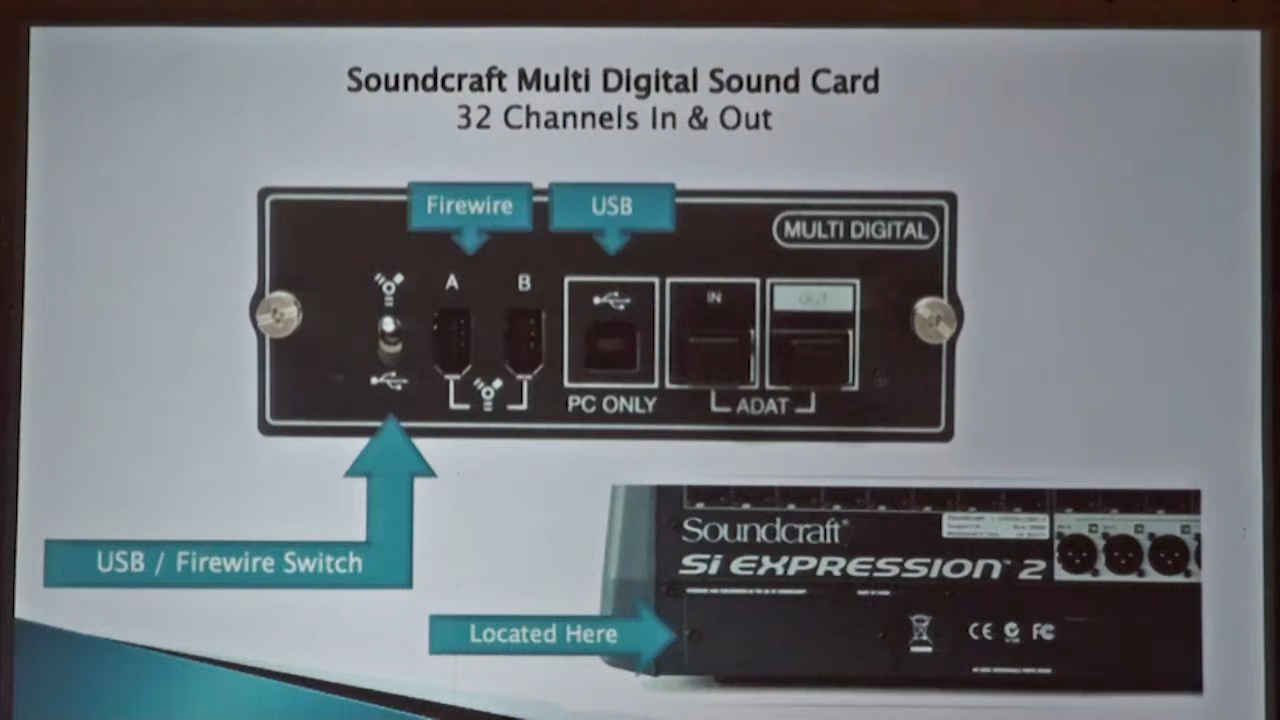 Soundcraft Multi Digital Sound Card
32 Channels In & Out
Firewire
USB
MULTI DIGITAL
A
B
IN
OUT
PC ONLY
ADAT
USB / Firewire Switch
Soundcraft®
Si EXPRESSION™ 2
Located Here
CE
FC